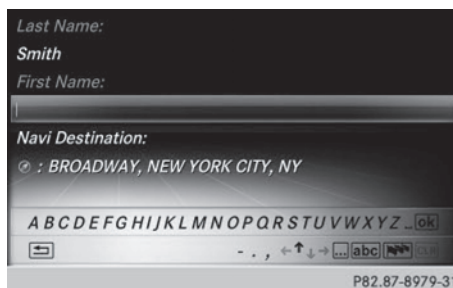 Last Name:
Smith
First Name:
Navi Destination:
: BROADWAY, NEW YORK CITY, NY
A B C D E F G H I J K L M N O P Q R S T U V W X Y Z _ ok
- . , ←↑↓→ ... abc
P82.87-8979-31